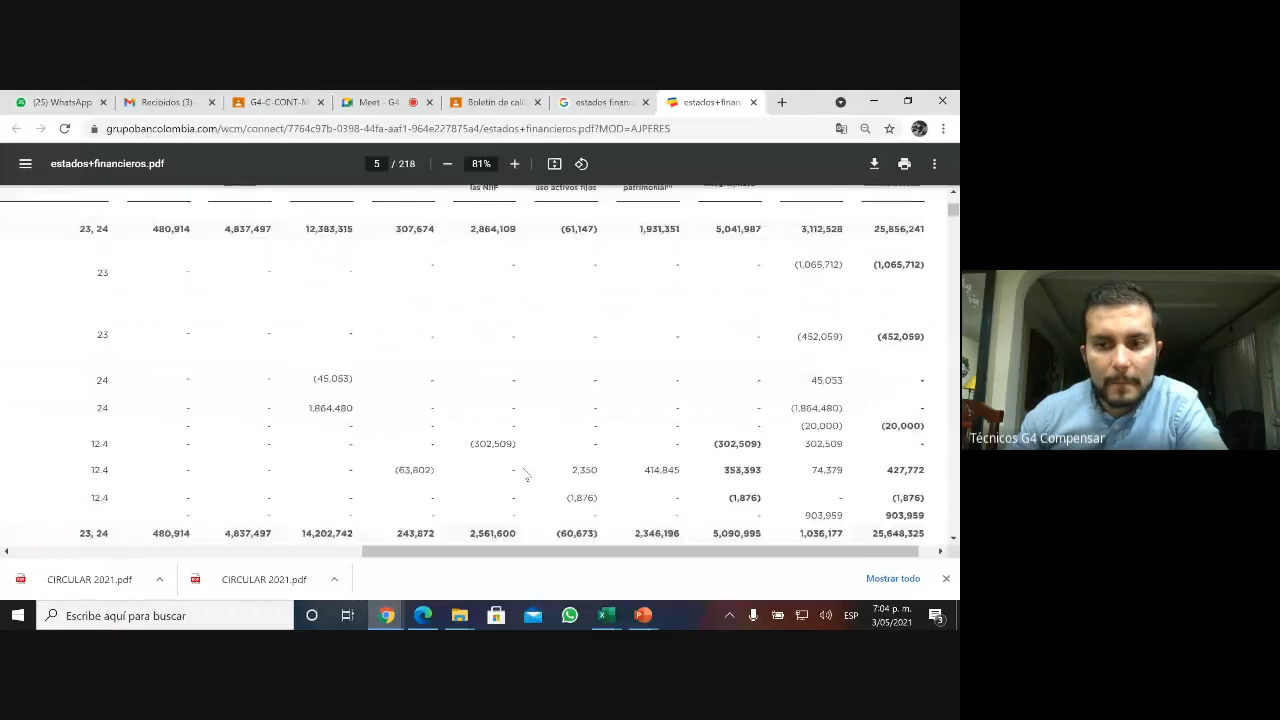 (25) WhatsApp
Recibidos (3)
G4-C-CONT-M
Meet - G4
Boletín de cali
estados financ
estados+finan
grupobancolombia.com/wcm/connect/7764c97b-0398-44fa-aaf1-964e227875a4/estados+financieros.pdf?MOD=AJPERES
estados+financieros.pdf
5 / 218
81%
las NIIF uso activos fijos patrimonial
23, 24 480,914 4,837,497 12,383,315 307,674 2,864,109 (61,147) 1,931,351 5,041,987 3,112,528 25,856,241
23 - - - - - - - - (1,065,712) (1,065,712)
23 - - - - - - - - (452,059) (452,059)
24 - - (45,053) - - - - - 45,053 -
24 - - 1,864,480 - - - - - (1,864,480) -
- - - - - - - - (20,000) (20,000)
12.4 - - - - (302,509) - - (302,509) 302,509 -
12.4 - - - (63,802) - 2,350 414,845 353,393 74,379 427,772
12.4 - - - - - (1,876) - (1,876) - (1,876)
- - - - - - - - 903,959 903,959
23, 24 480,914 4,837,497 14,202,742 243,872 2,561,600 (60,673) 2,346,196 5,090,995 1,036,177 25,648,325
Técnicos G4 Compensar
CIRCULAR 2021.pdf
CIRCULAR 2021.pdf
Mostrar todo
Escribe aquí para buscar
ESP
7:04 p. m.
3/05/2021
3